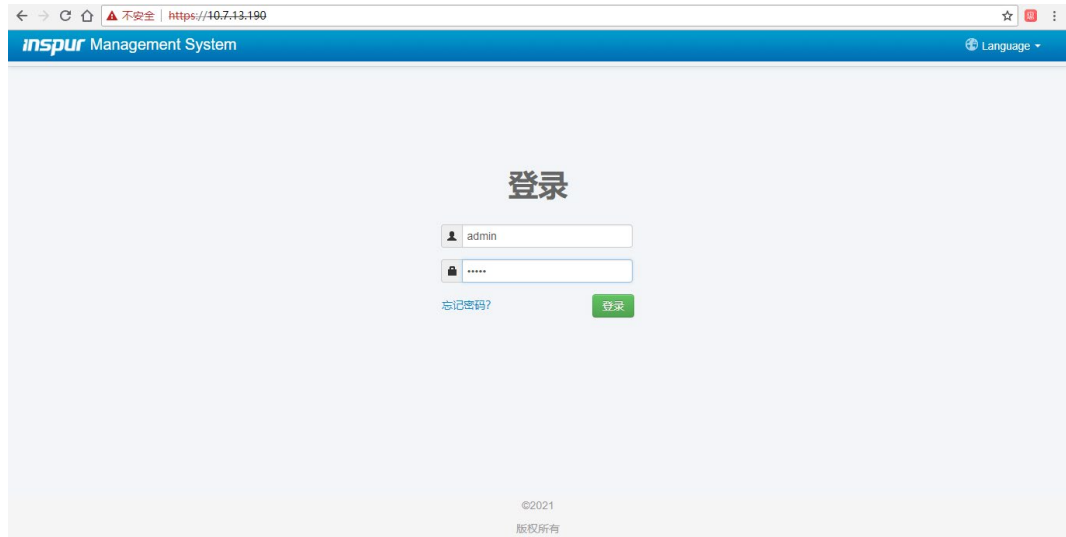 不安全 | https://10.7.13.190
inspur Management System
Language
登录
admin
•••••
忘记密码?
登录
©2021
版权所有